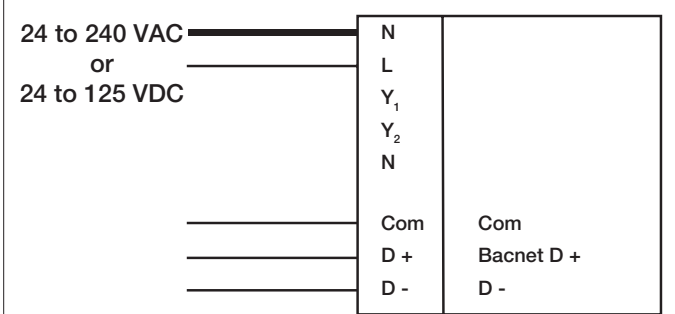 24 to 240 VAC
or
24 to 125 VDC
N
L
Y1
Y2
N
Com Com
D + Bacnet D +
D - D -